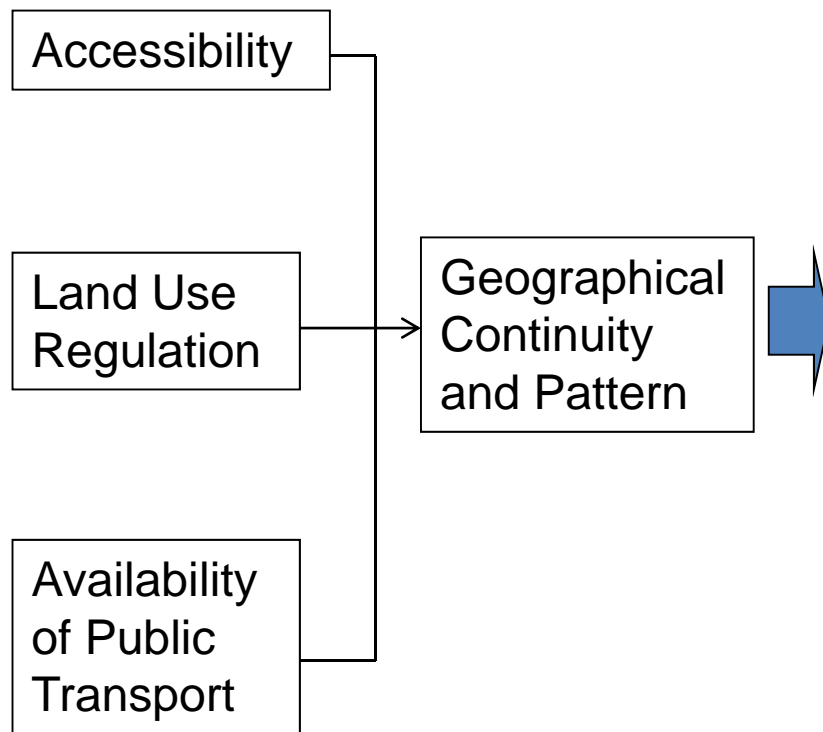 Accessibility
Land Use
Regulation
Geographical
Continuity
and Pattern
Availability
of Public
Transport